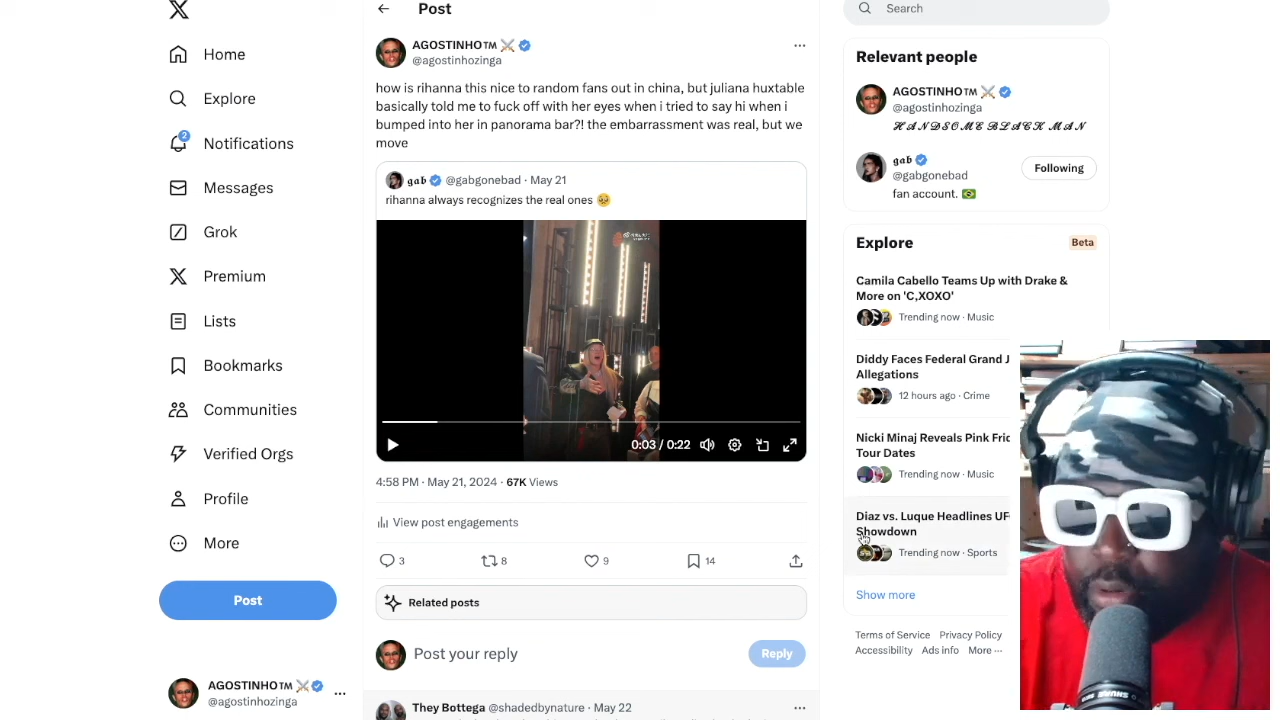 Post
Search
Home
Explore
2
Notifications
Messages
Grok
Premium
Lists
Bookmarks
Communities
Verified Orgs
Profile
More
Post
AGOSTINHO™ ⚔️
@agostinhozinga
AGOSTINHO™ ⚔️
@agostinhozinga
how is rihanna this nice to random fans out in china, but juliana huxtable
basically told me to fuck off with her eyes when i tried to say hi when i
bumped into her in panorama bar?! the embarrassment was real, but we
move
𝖌𝖆𝖇 @gabgonebad · May 21
rihanna always recognizes the real ones 🥹
0:03 / 0:22
4:58 PM · May 21, 2024 · 67K Views
View post engagements
3 8 9 14
Related posts
Post your reply
Reply
They Bottega @shadedbynature · May 22
Relevant people
AGOSTINHO™ ⚔️
@agostinhozinga
𝓗𝓐𝓝𝓓𝓢𝓞𝓜𝓔 𝓑𝓛𝓐𝓒𝓚 𝓜𝓐𝓝
𝖌𝖆𝖇
@gabgonebad
Following
fan account. 🇧🇷
Explore
Beta
Camila Cabello Teams Up with Drake &
More on 'C,XOXO'
Trending now · Music
Diddy Faces Federal Grand J
Allegations
12 hours ago · Crime
Nicki Minaj Reveals Pink Fri
Tour Dates
Trending now · Music
Diaz vs. Luque Headlines UF
Showdown
Trending now · Sports
Show more
Terms of Service Privacy Policy
Accessibility Ads info More ···
SHURE